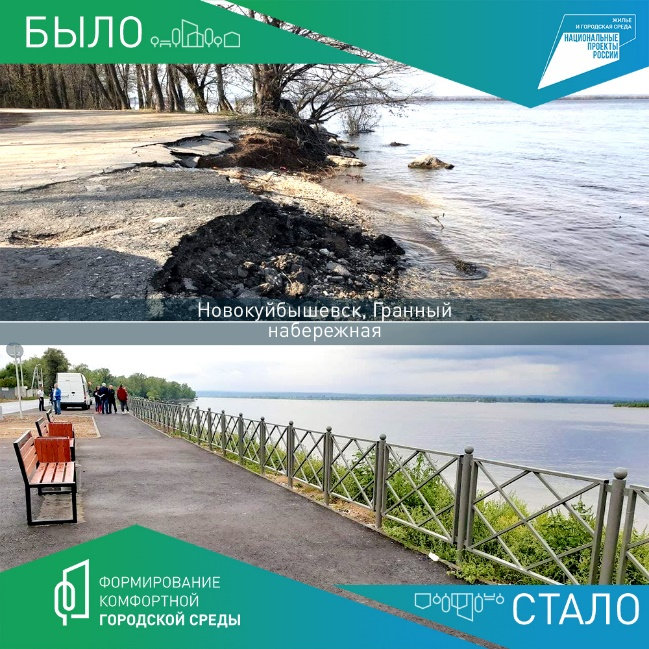 БЫЛО
ЖИЛЬЕ
И ГОРОДСКАЯ СРЕДА
НАЦИОНАЛЬНЫЕ
ПРОЕКТЫ
РОССИИ
Новокуйбышевск, Гранный
набережная
ФОРМИРОВАНИЕ
КОМФОРТНОЙ
ГОРОДСКОЙ СРЕДЫ
СТАЛО